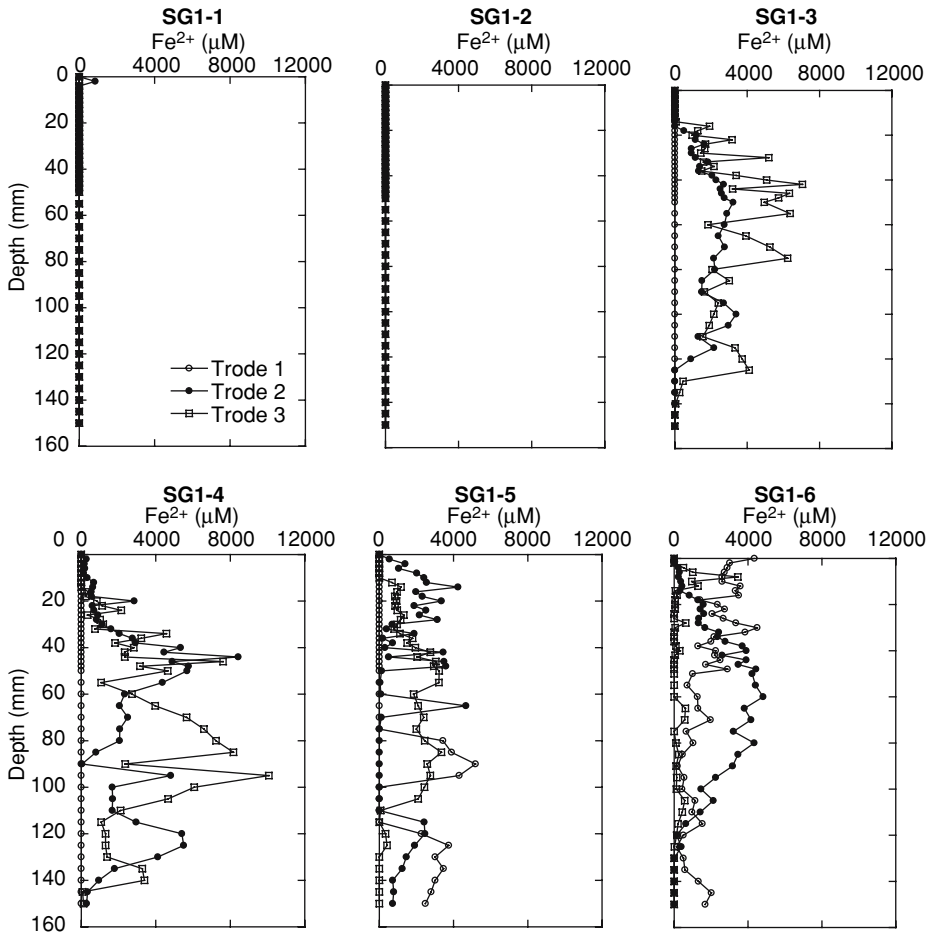 SG1-1
Fe²⁺ (µM)
0 4000 8000 12000
0
20
40
60
80
100
120
140
160
Depth (mm)
Trode 1
Trode 2
Trode 3
SG1-2
Fe²⁺ (µM)
0 4000 8000 12000
SG1-3
Fe²⁺ (µM)
0 4000 8000 12000
SG1-4
Fe²⁺ (µM)
0 4000 8000 12000
0
20
40
60
80
100
120
140
160
Depth (mm)
SG1-5
Fe²⁺ (µM)
0 4000 8000 12000
SG1-6
Fe²⁺ (µM)
0 4000 8000 12000